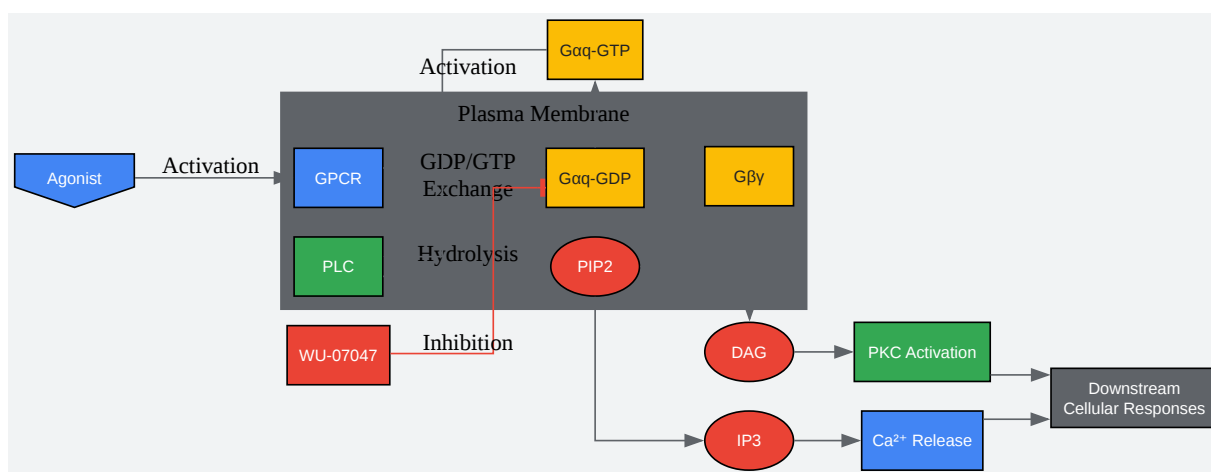 Gαq-GTP
Activation
Plasma Membrane
Agonist
Activation
GPCR
GDP/GTP
Exchange
Gαq-GDP
Gβγ
PLC
Hydrolysis
PIP2
WU-07047
Inhibition
DAG
PKC Activation
Downstream
Cellular Responses
IP3
Ca²⁺ Release